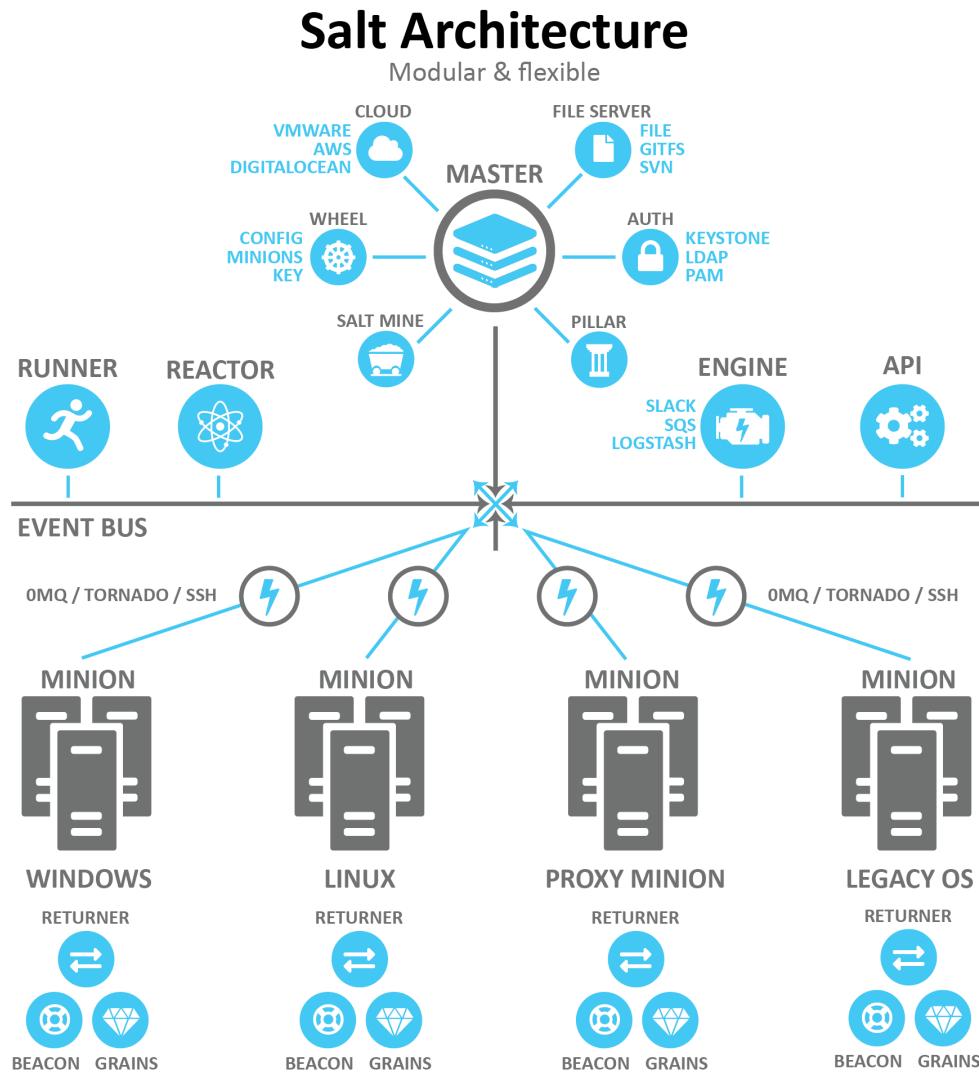 Salt Architecture
Modular & flexible
CLOUD
VMWARE
AWS
DIGITALOCEAN
FILE SERVER
FILE
GITFS
SVN
MASTER
WHEEL
CONFIG
MINIONS
KEY
AUTH
KEYSTONE
LDAP
PAM
SALT MINE
PILLAR
RUNNER
REACTOR
ENGINE
SLACK
SQS
LOGSTASH
API
EVENT BUS
0MQ / TORNADO / SSH
0MQ / TORNADO / SSH
MINION
MINION
MINION
MINION
WINDOWS
LINUX
PROXY MINION
LEGACY OS
RETURNER
RETURNER
RETURNER
RETURNER
BEACON
GRAINS
BEACON
GRAINS
BEACON
GRAINS
BEACON
GRAINS